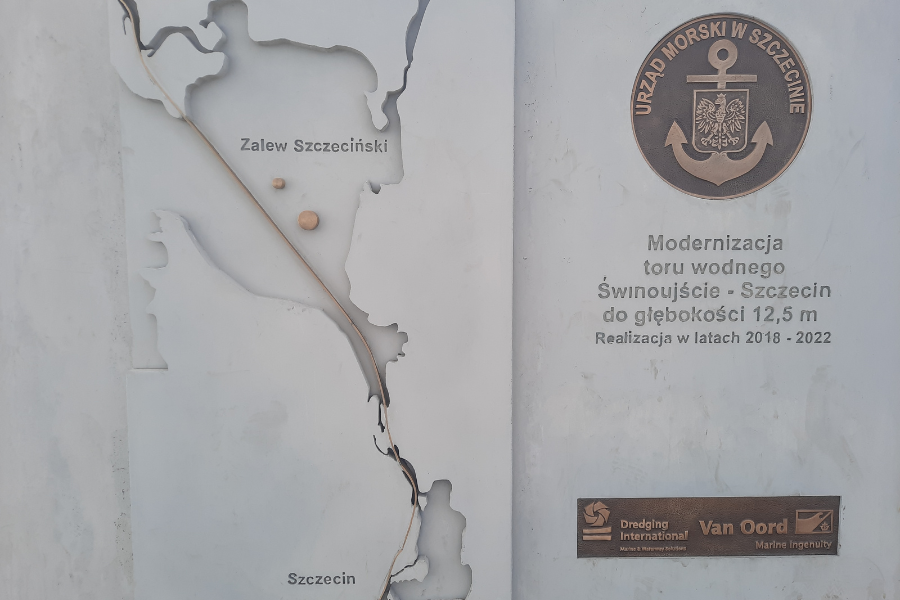 Zalew Szczeciński
Szczecin
URZĄD MORSKI W SZCZECINIE
Modernizacja
toru wodnego
Świnoujście - Szczecin
do głębokości 12,5 m
Realizacja w latach 2018 - 2022
Dredging
International
Van Oord
Marine ingenuity